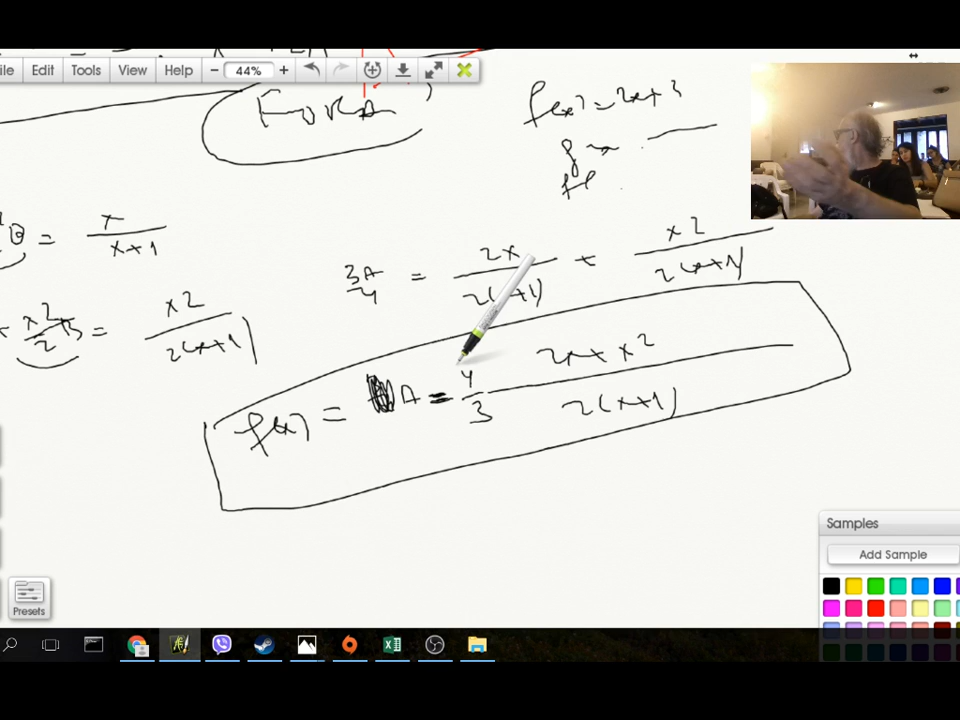 File Edit Tools View Help − 44% +
For A
f(x) = 2x+3
B = x / x+1
3A/4 = 2x / 2(x+1) + x2 / 2(x+1)
+ x2/2 B = x2 / 2(x+1)
f(x) = A = 4/3 2x+x2 / 2(x+1)
Samples
Add Sample
Presets